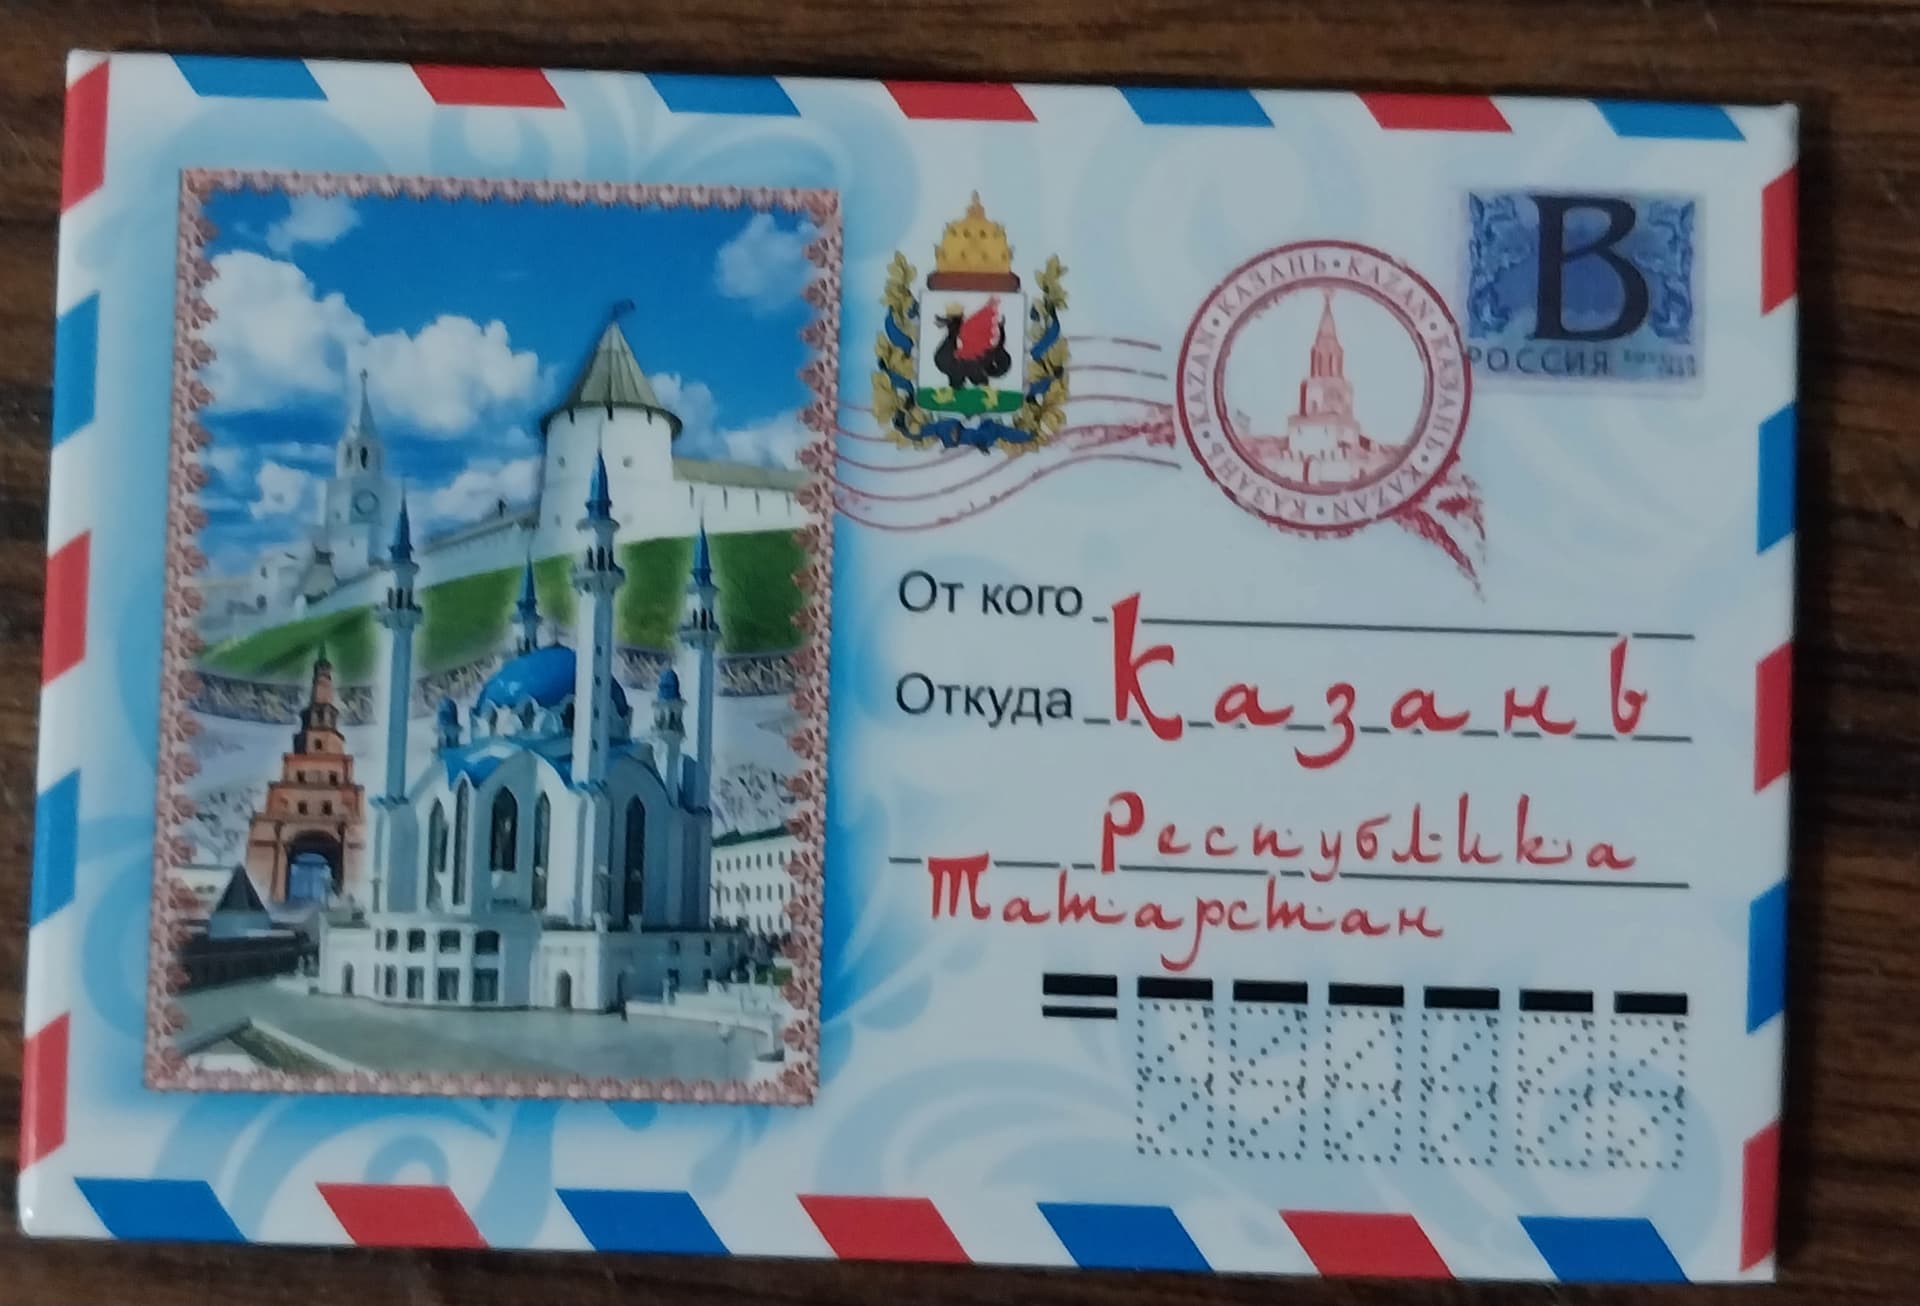 В
РОССИЯ
КАЗАНЬ • KAZAN • КАЗАНЬ • KAZAN • КАЗАНЬ • KAZAN •
От кого
Откуда Казань
Республика
Татарстан